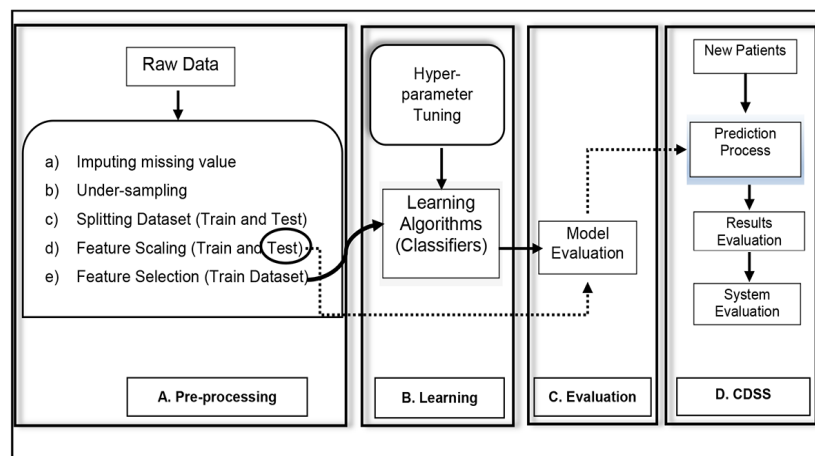 Raw Data
a) Imputing missing value
b) Under-sampling
c) Splitting Dataset (Train and Test)
d) Feature Scaling (Train and Test)
e) Feature Selection (Train Dataset)
A. Pre-processing
Hyper-
parameter
Tuning
Learning
Algorithms
(Classifiers)
B. Learning
Model
Evaluation
C. Evaluation
New Patients
Prediction
Process
Results
Evaluation
System
Evaluation
D. CDSS